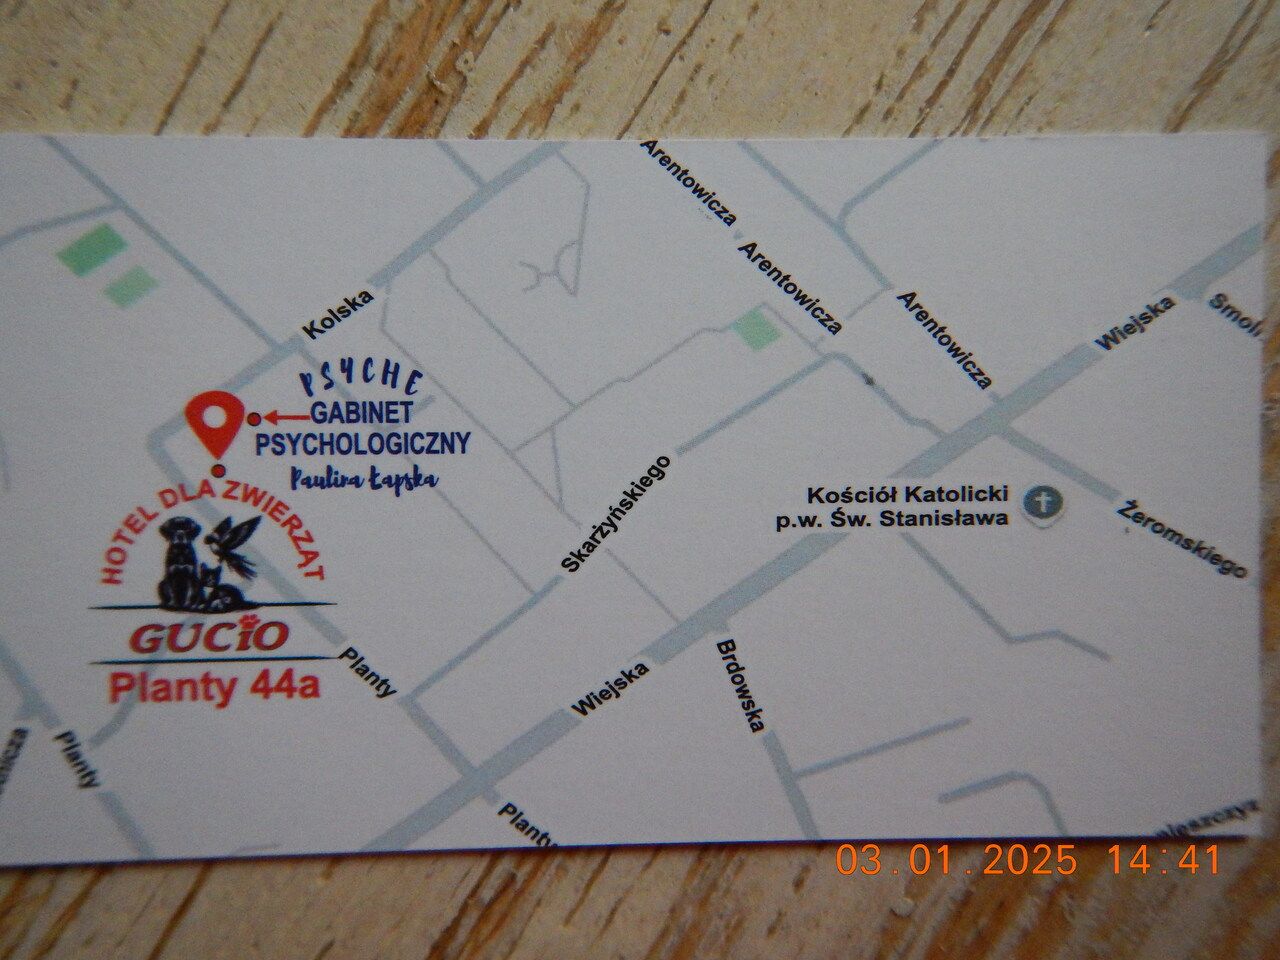 Arentowicza
Arentowicza
Arentowicza
Wiejska
Kolska
PSYCHE
GABINET
PSYCHOLOGICZNY
Paulina Łapska
HOTEL DLA ZWIERZĄT
GUCIO
Planty 44a
Skarżyńskiego
Kościół Katolicki
p.w. Św. Stanisława
Żeromskiego
Planty
Wiejska
Brdowska
Planty
Planty
03.01.2025 14:41